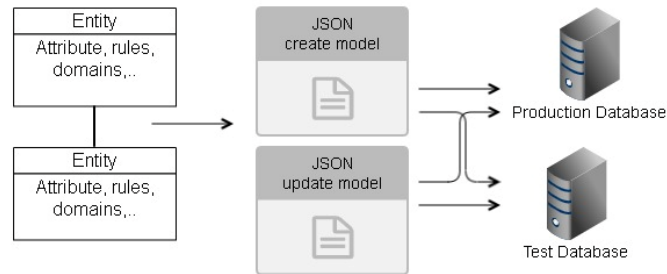 Entity
Attribute, rules,
domains,..
Entity
Attribute, rules,
domains,..
JSON
create model
JSON
update model
Production Database
Test Database